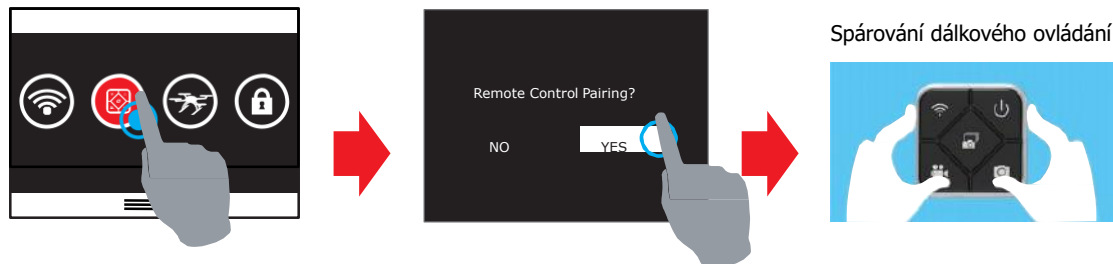 Spárování dálkového ovládání
Remote Control Pairing?
NO YES